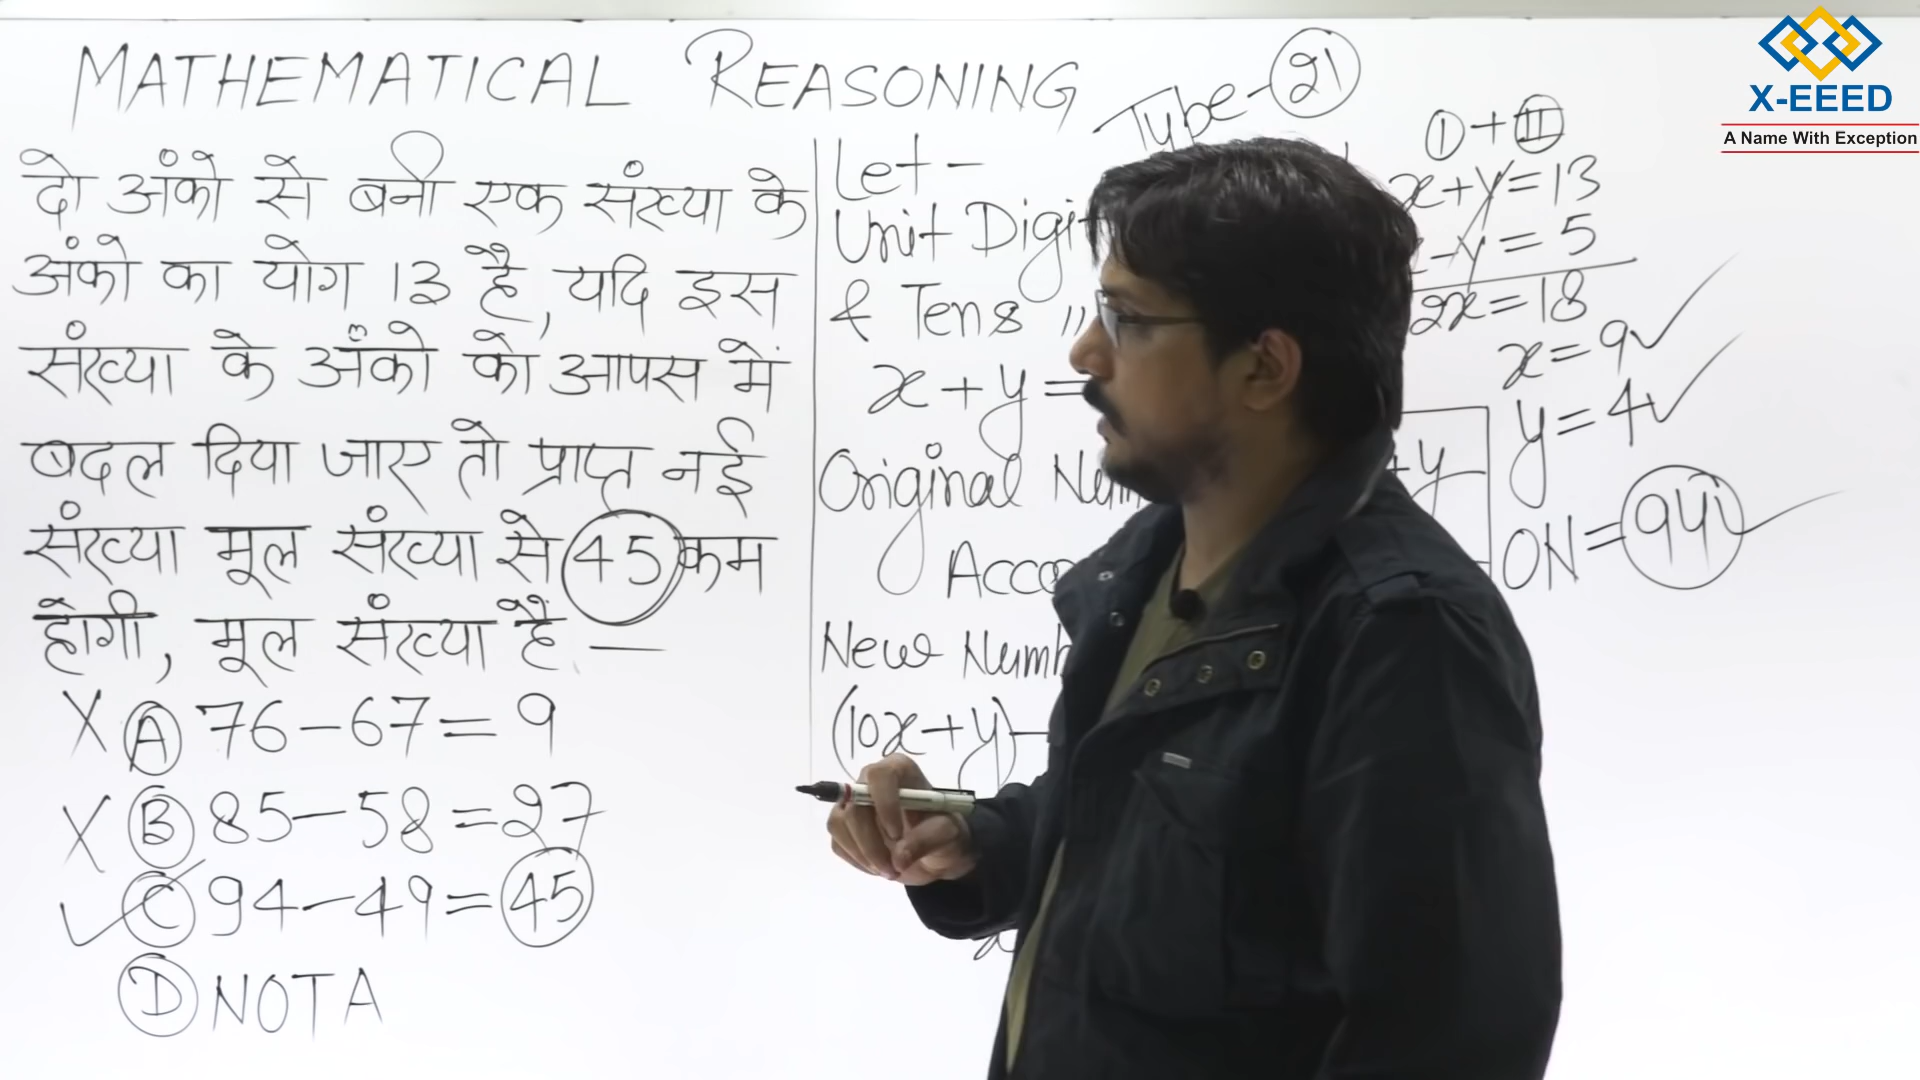 MATHEMATICAL REASONING
Type-21
दो अंको से बनी एक संख्या के
अंको का योग 13 है, यदि इस
संख्या के अंको को आपस में
बदल दिया जाए तो प्राप्त नई
संख्या मूल संख्या से 45 कम
होगी, मूल संख्या है -
X A 76-67=9
X B 85-58=27
✓ C 94-49=45
D NOTA
Let-
Unit Digit
& Tens "
x+y=
Original Num
Acco
New Numb
(10x+y)-
I+II
x+y=13
-y=5
2x=18
x=9✓
y=4✓
+y
ON=94✓
X-EEED
A Name With Exception